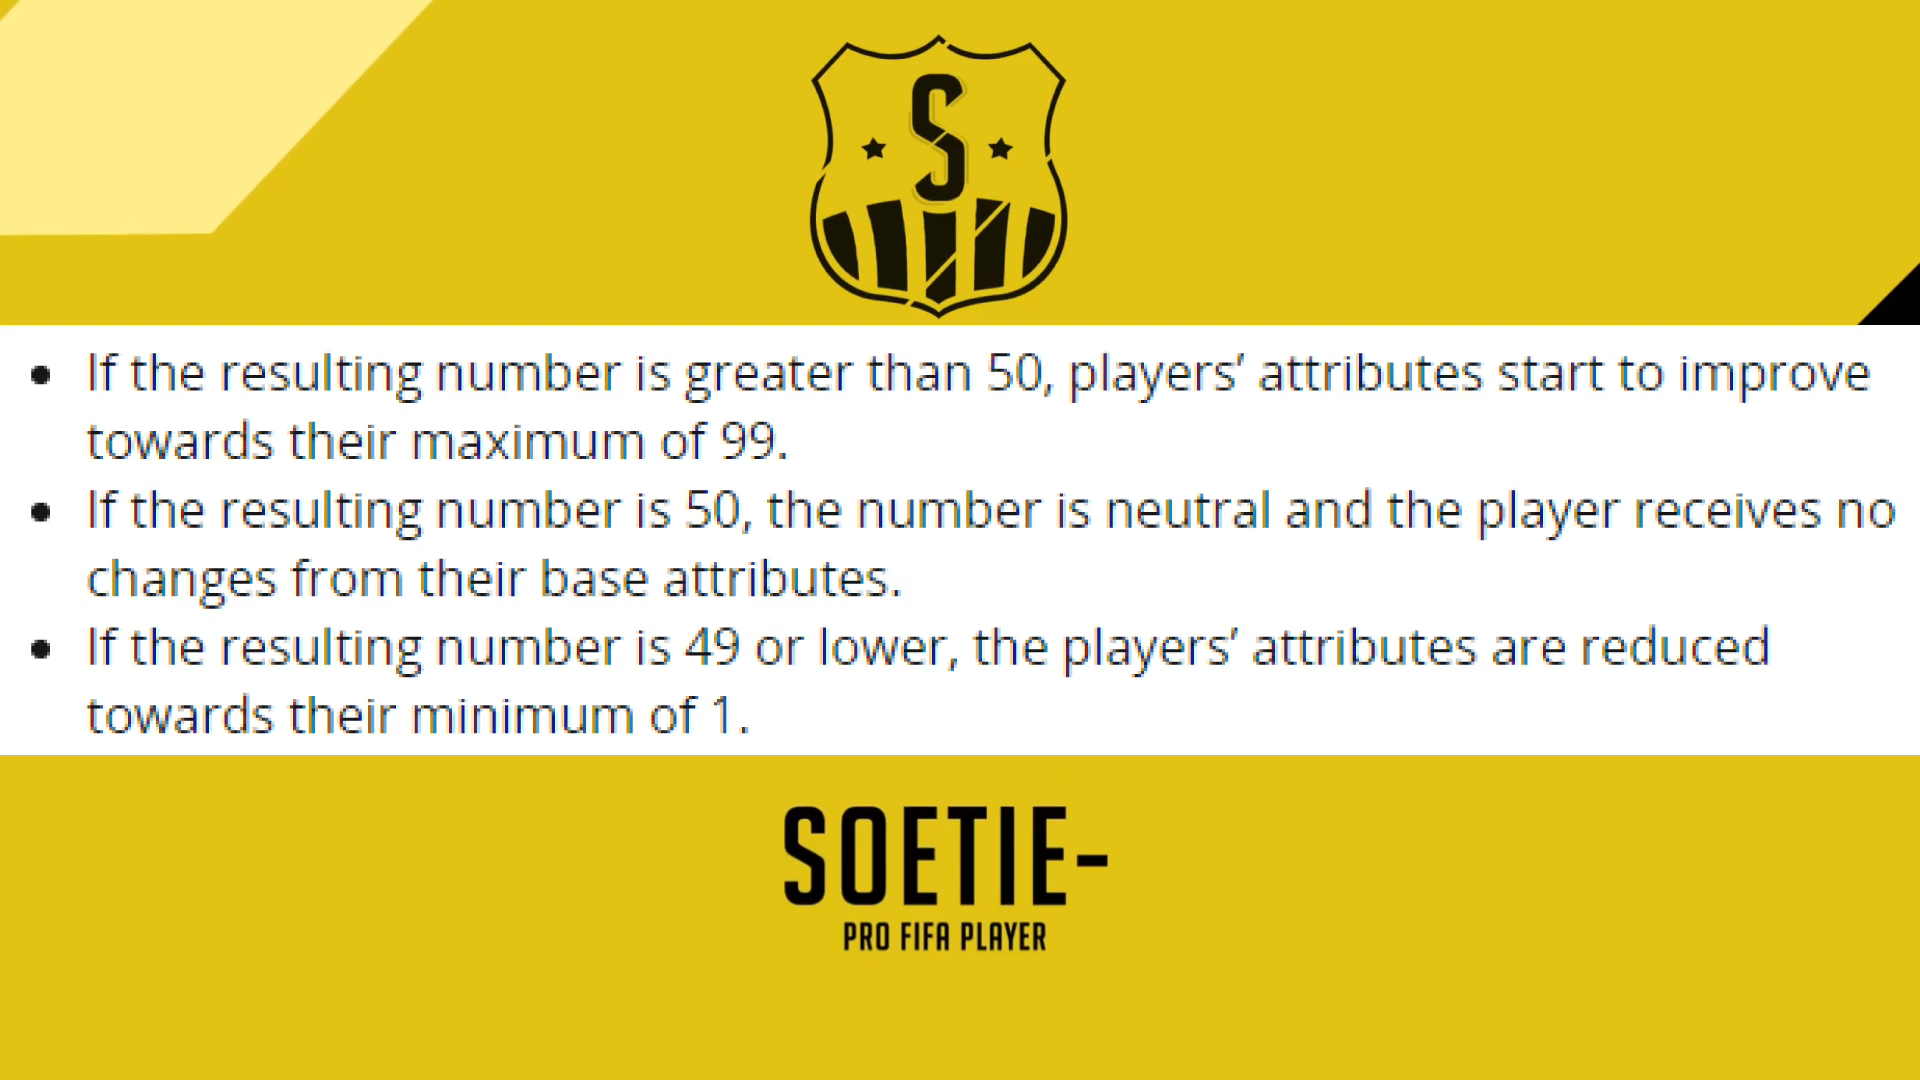 S
• If the resulting number is greater than 50, players’ attributes start to improve
towards their maximum of 99.
• If the resulting number is 50, the number is neutral and the player receives no
changes from their base attributes.
• If the resulting number is 49 or lower, the players’ attributes are reduced
towards their minimum of 1.
SOETIE-
PRO FIFA PLAYER